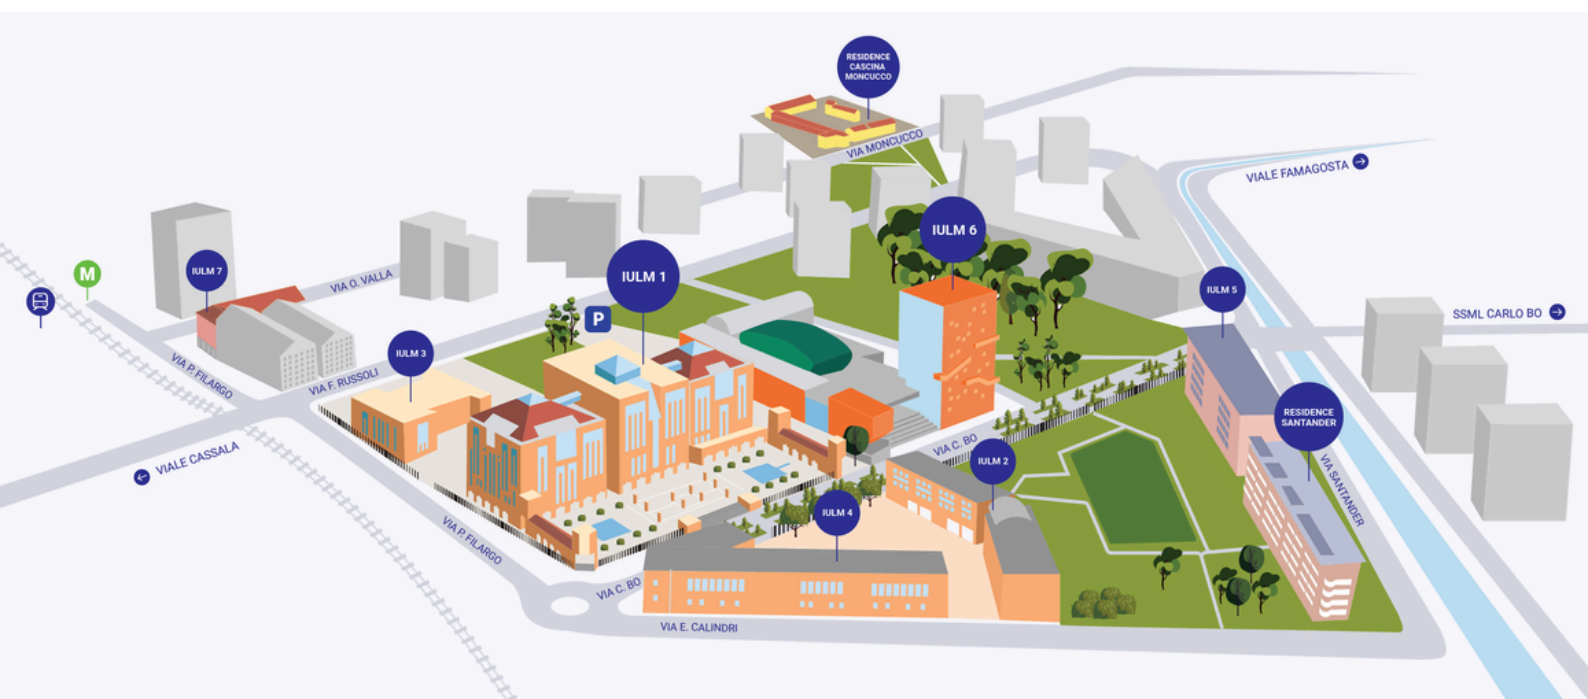 RESIDENCE
CASCINA
MONCUCCO
VIA MONCUCCO
VIALE FAMAGOSTA
IULM 6
IULM 7
M
IULM 1
VIA O. VALLA
IULM 5
P
SSML CARLO BO
IULM 3
VIA P. FILARGO
VIA F. RUSSOLI
RESIDENCE
SANTANDER
VIALE CASSALA
VIA C. BO
IULM 2
VIA SANTANDER
IULM 4
VIA P. FILARGO
VIA C. BO
VIA E. CALINDRI